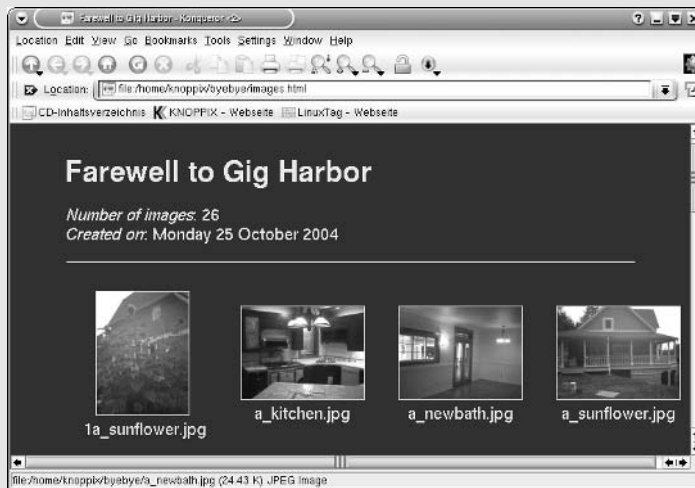 Farewell to Gig Harbor - Konqueror <2>
Location Edit View Go Bookmarks Tools Settings Window Help
Location: file:/home/knoppix/byebye/images.html
CD-Inhaltsverzeichnis KNOPPIX - Webseite LinuxTag - Webseite
Farewell to Gig Harbor
Number of images: 26
Created on: Monday 25 October 2004
1a_sunflower.jpg a_kitchen.jpg a_newbath.jpg a_sunflower.jpg
file:/home/knoppix/byebye/a_newbath.jpg (24.43 K) JPEG Image